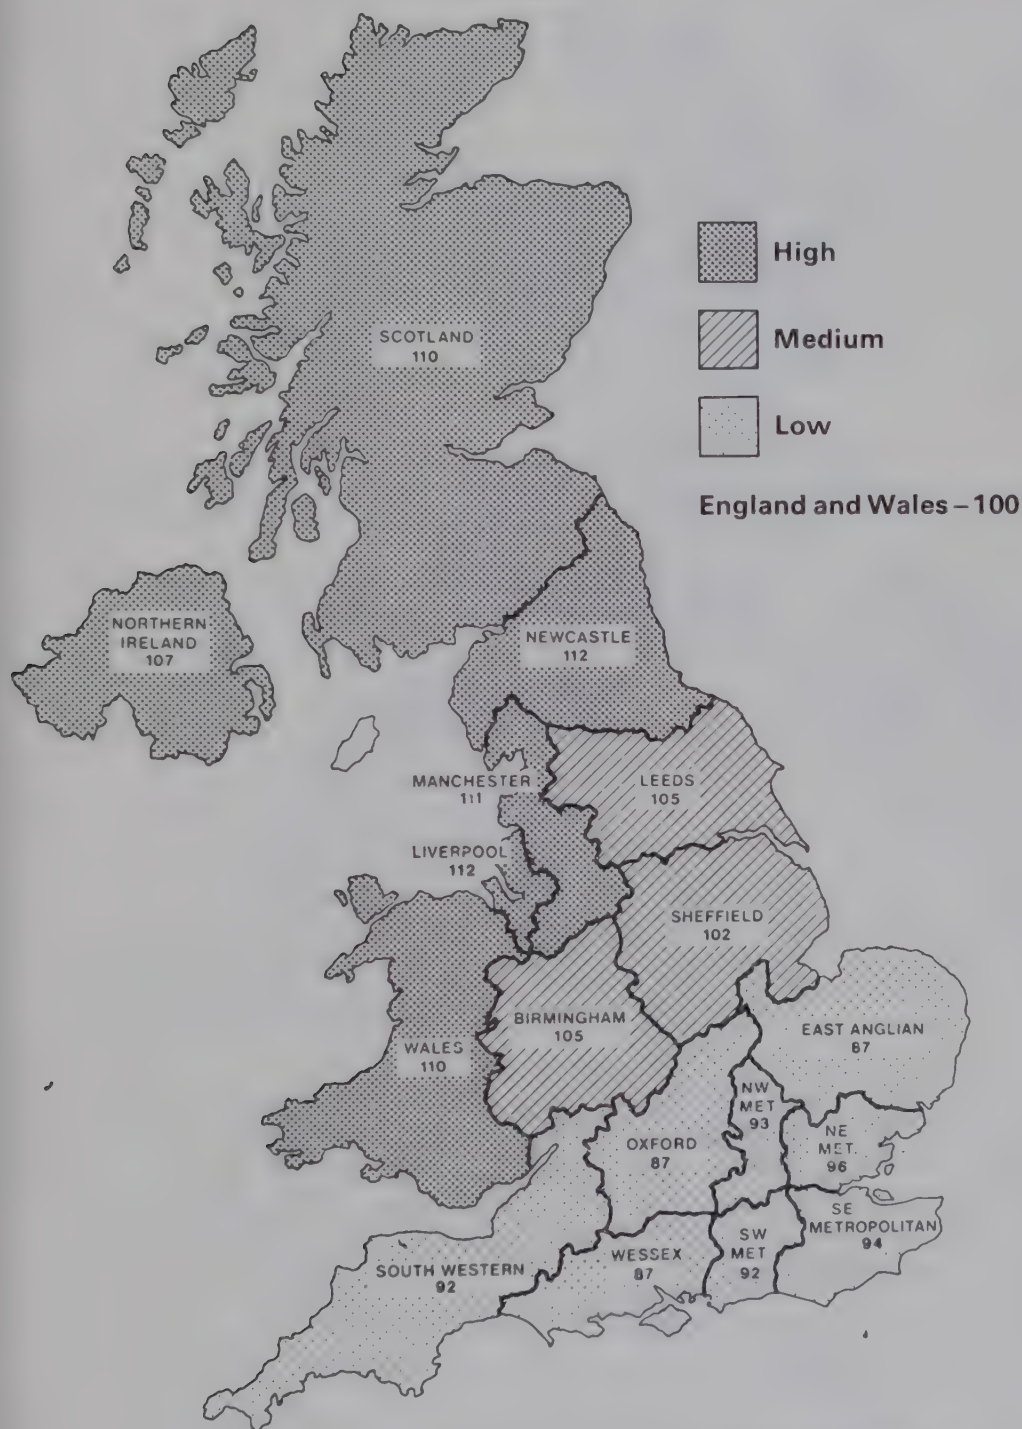 High
Medium
Low
England and Wales – 100
SCOTLAND
110
NORTHERN
IRELAND
107
NEWCASTLE
112
MANCHESTER
111
LEEDS
105
LIVERPOOL
112
SHEFFIELD
102
BIRMINGHAM
105
WALES
110
EAST ANGLIAN
87
NW
MET
93
NE
MET.
96
OXFORD
87
SE
METROPOLITAN
94
SW
MET
92
WESSEX
87
SOUTH WESTERN
92